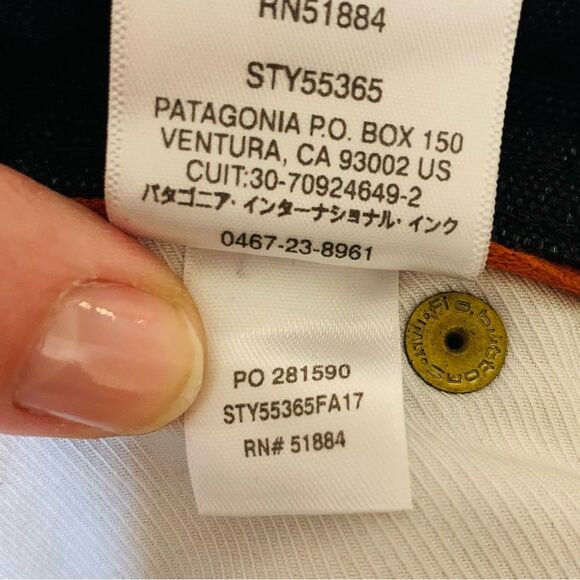 RN51884
STY55365
PATAGONIA P.O. BOX 150
VENTURA, CA 93002 US
CUIT:30-70924649-2
パタゴニア・インターナショナル・インク
0467-23-8961
PO 281590
STY55365FA17
RN# 51884